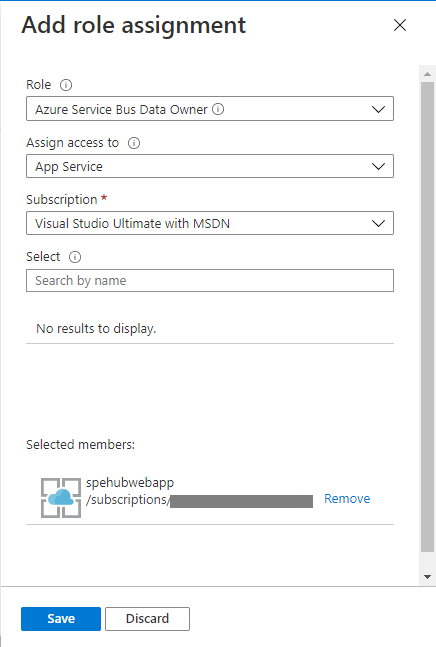 Add role assignment
Role
Azure Service Bus Data Owner
Assign access to
App Service
Subscription *
Visual Studio Ultimate with MSDN
Select
Search by name
No results to display.
Selected members:
spehubwebapp
/subscriptions/
Remove
Save
Discard